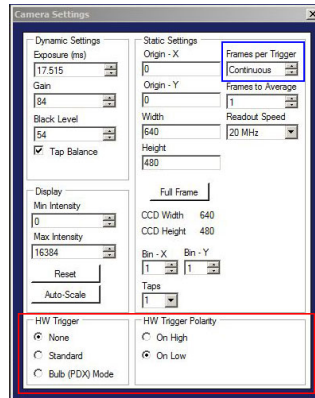 Camera Settings
Dynamic Settings
Exposure (ms)
17.515
Gain
84
Black Level
54
Tap Balance
Static Settings
Origin - X
0
Origin - Y
0
Width
640
Height
480
Frames per Trigger
Continuous
Frames to Average
1
Readout Speed
20 MHz
Full Frame
CCD Width 640
CCD Height 480
Bin - X Bin - Y
1 1
Taps
1
Display
Min Intensity
0
Max Intensity
16384
Reset
Auto-Scale
HW Trigger
None
Standard
Bulb (PDX) Mode
HW Trigger Polarity
On High
On Low